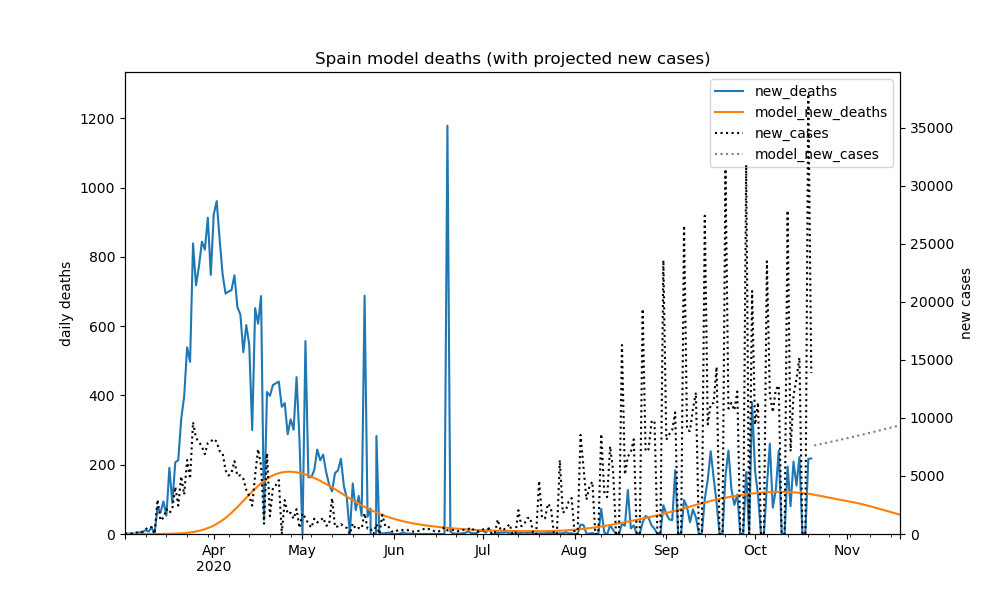 Spain model deaths (with projected new cases)
new_deaths
model_new_deaths
new_cases
model_new_cases
daily deaths
1200
1000
800
600
400
200
0
35000
30000
25000
20000
15000
10000
5000
0
new cases
Apr
2020
May
Jun
Jul
Aug
Sep
Oct
Nov